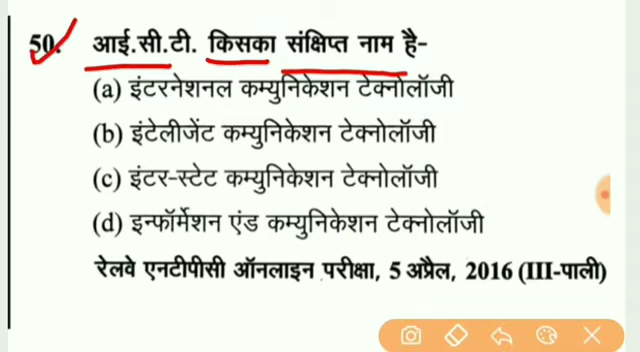 50. आई.सी.टी. किसका संक्षिप्त नाम है-
(a) इंटरनेशनल कम्युनिकेशन टेक्नोलॉजी
(b) इंटेलीजेंट कम्युनिकेशन टेक्नोलॉजी
(c) इंटर-स्टेट कम्युनिकेशन टेक्नोलॉजी
(d) इन्फॉर्मेशन एंड कम्युनिकेशन टेक्नोलॉजी
रेलवे एनटीपीसी ऑनलाइन परीक्षा, 5 अप्रैल, 2016 (III-पाली)